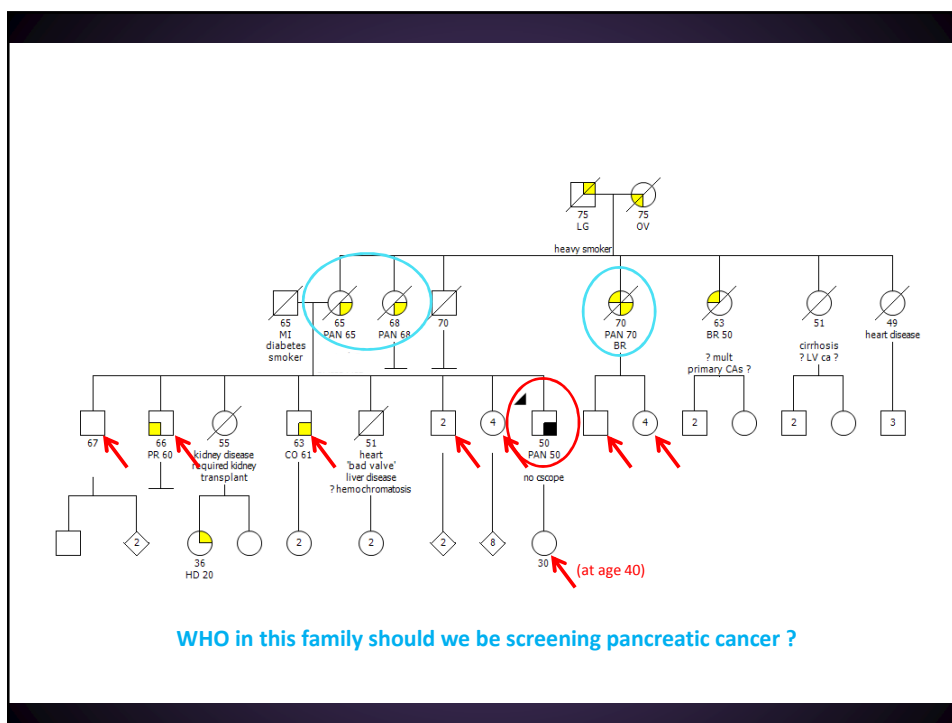 75
LG
75
OV
heavy smoker
65
MI
diabetes
smoker
65
PAN 65
68
PAN 68
70
70
PAN 70
BR
63
BR 50
? mult
primary CAs ?
51
cirrhosis
? LV ca ?
49
heart disease
67
66
PR 60
55
kidney disease
required kidney
transplant
63
CO 61
51
heart
'bad valve'
liver disease
? hemochromatosis
2
4
50
PAN 50
no cscope
4
2
2
3
2
36
HD 20
2
2
2
8
30
(at age 40)
WHO in this family should we be screening pancreatic cancer ?